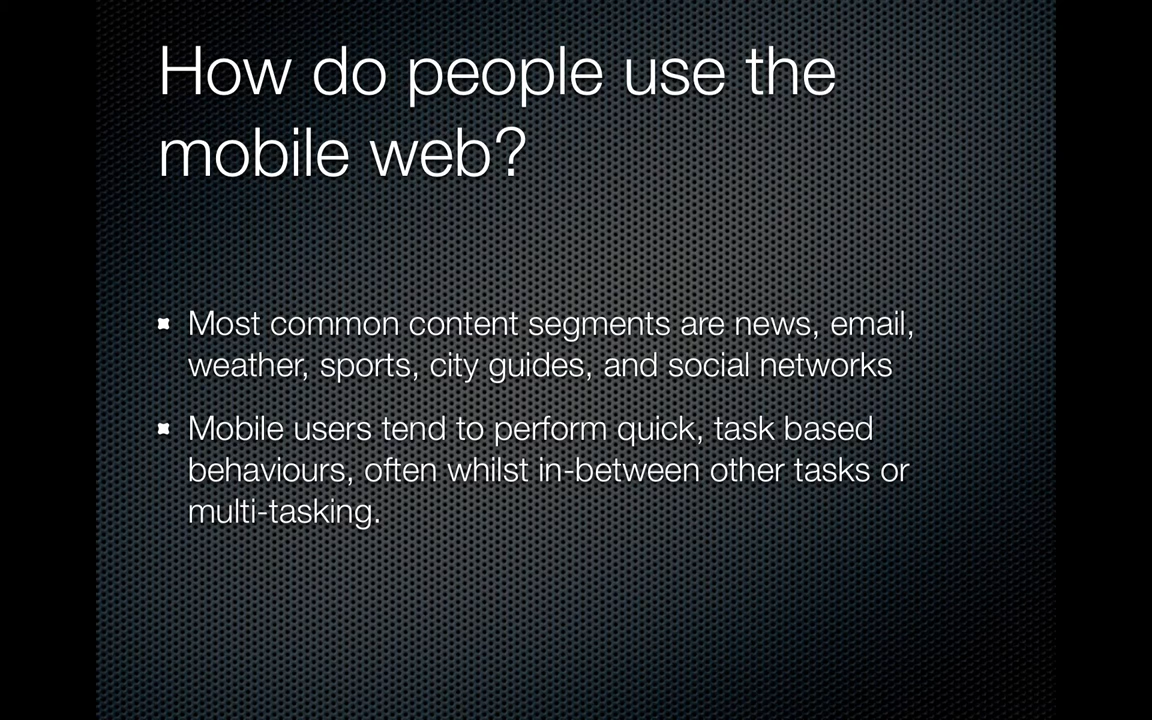 How do people use the
mobile web?
Most common content segments are news, email,
weather, sports, city guides, and social networks
Mobile users tend to perform quick, task based
behaviours, often whilst in-between other tasks or
multi-tasking.